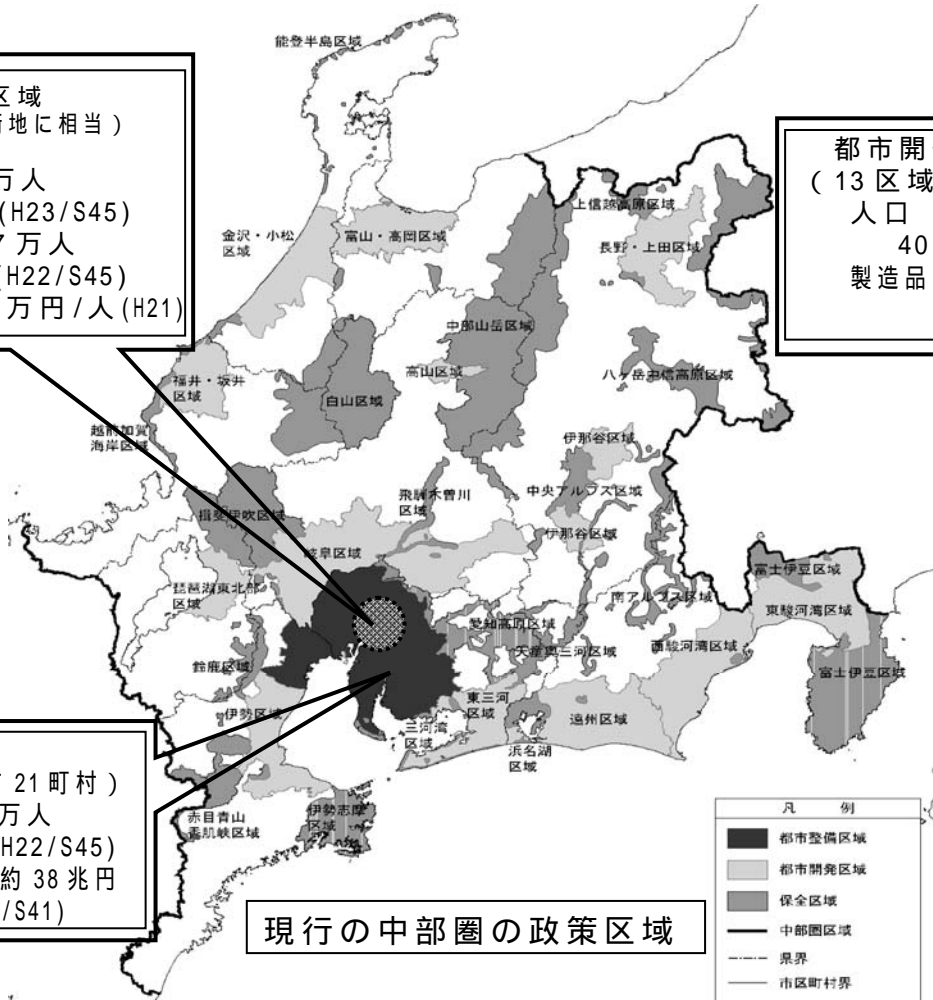 能登半島区域
区域
街地に相当)
万人
(H23/S45)
7万人
(H22/S45)
万円/人(H21)
都市開
(13区域
人口
40
製造品
上信越高原区域
金沢・小松
区域
富山・高岡区域
長野・上田区域
中部山岳区域
福井・坂井
区域
白山区域
高山区域
八ヶ岳中信高原区域
越前加賀
海岸区域
伊那谷区域
飛騨木曽川
区域
中央アルプス区域
揖斐伊吹区域
岐阜区域
伊那谷区域
富士伊豆区域
琵琶湖東北部
区域
南アルプス区域
東駿河湾区域
愛知高原区域
天竜奥三河区域
西駿河湾区域
鈴鹿区域
富士伊豆区域
伊勢区域
東三河
区域
遠州区域
三河湾
区域
浜名湖
区域
21町村)
万人
H22/S45)
約38兆円
/S41)
赤目青山
香肌峡区域
伊勢志摩
区域
現行の中部圏の政策区域
凡 例
都市整備区域
都市開発区域
保全区域
中部圏区域
県界
市区町村界